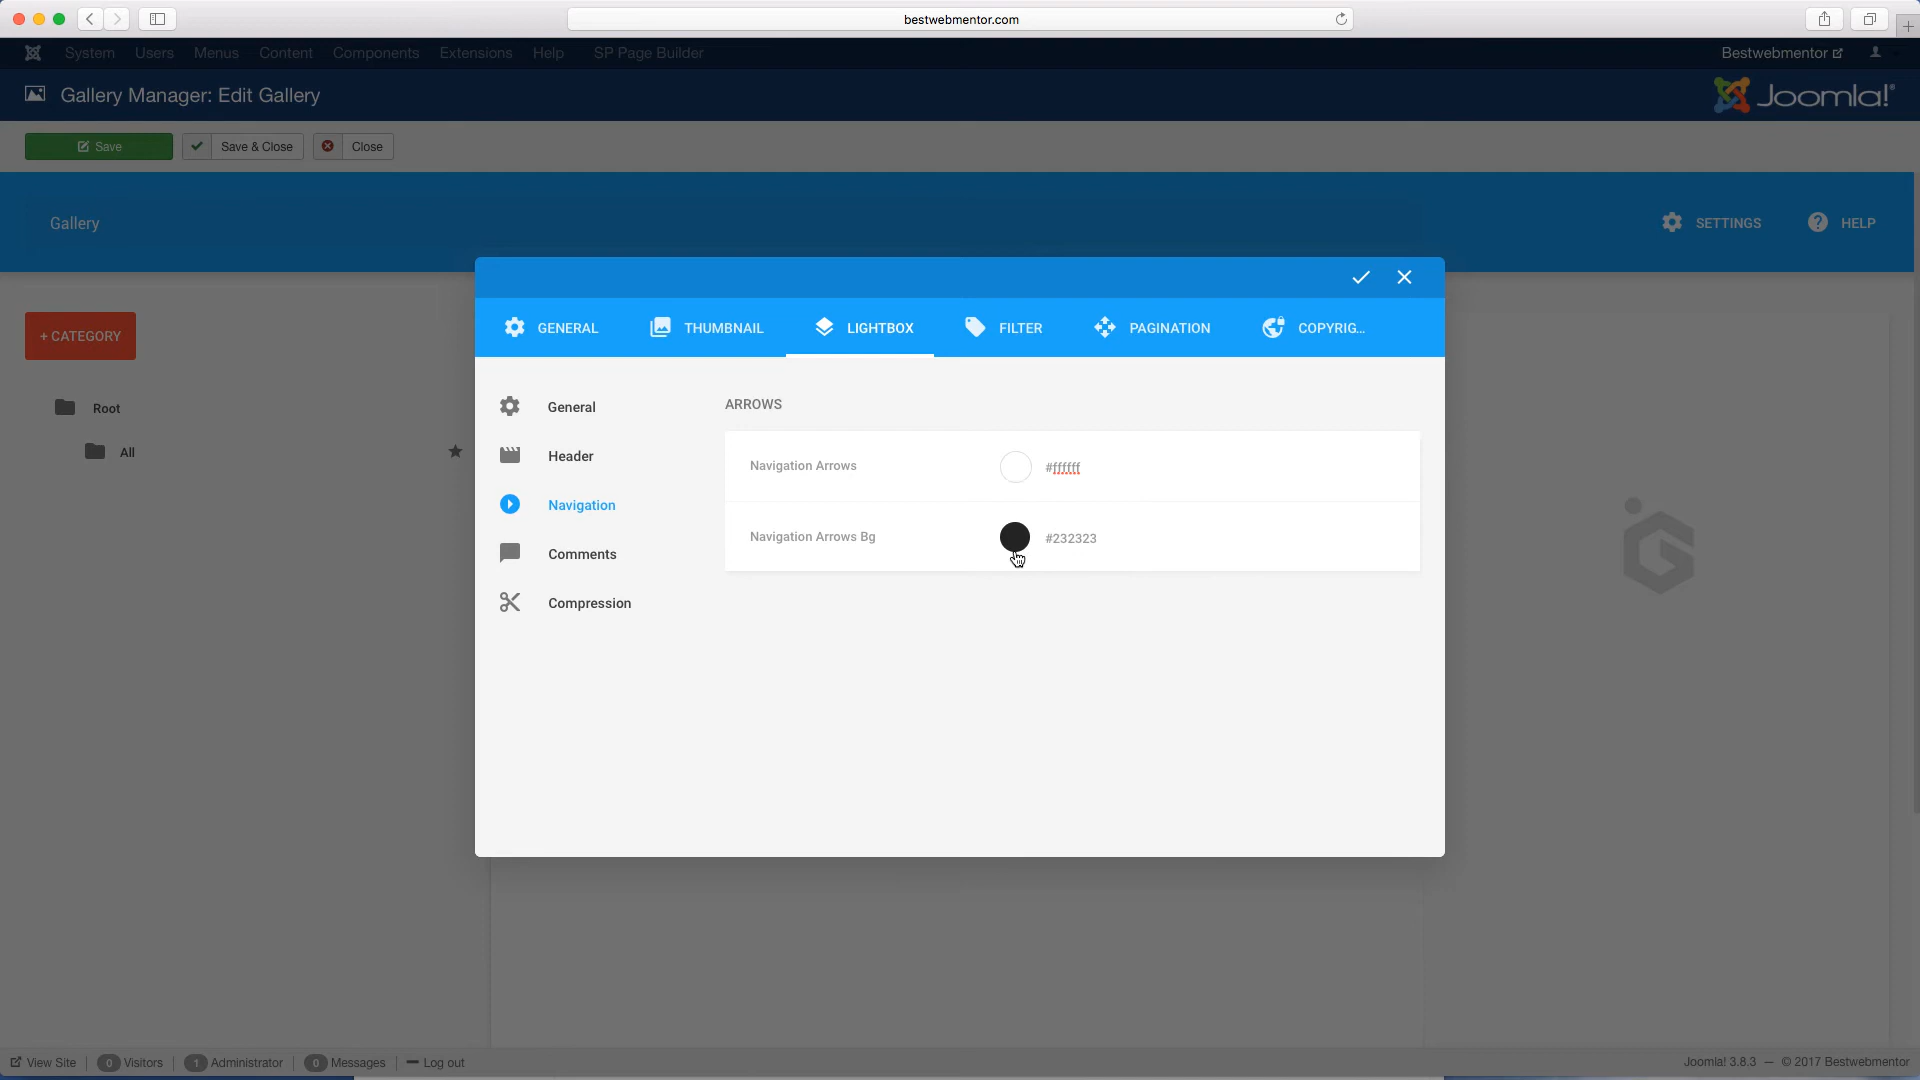 bestwebmentor.com
System Users Menus Content Components Extensions Help SP Page Builder Bestwebmentor
Gallery Manager: Edit Gallery
Joomla!®
Save Save & Close Close
Gallery SETTINGS HELP
GENERAL THUMBNAIL LIGHTBOX FILTER PAGINATION COPYRIG...
+ CATEGORY
Root
All
General
Header
Navigation
Comments
Compression
ARROWS
Navigation Arrows #ffffff
Navigation Arrows Bg #232323
View Site 0 Visitors 1 Administrator 0 Messages Log out
Joomla! 3.8.3 — © 2017 Bestwebmentor